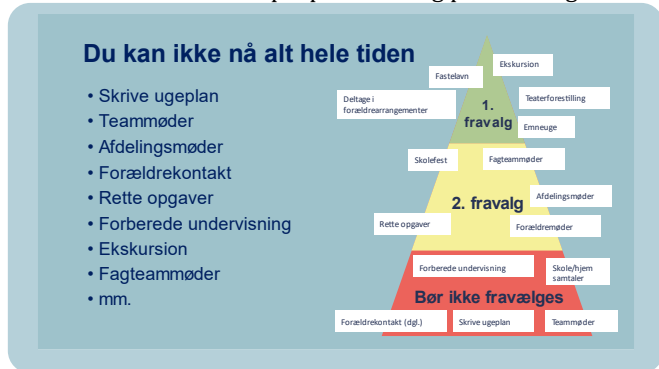 Du kan ikke nå alt hele tiden
• Skrive ugeplan
• Teammøder
• Afdelingsmøder
• Forældrekontakt
• Rette opgaver
• Forberede undervisning
• Ekskursion
• Fagteammøder
• mm.
Ekskursion
Fastelavn
Deltage i
forældrearrangementer
Teaterforestilling
1.
fravalg
Emneuge
Skolefest
Fagteammøder
Afdelingsmøder
2. fravalg
Rette opgaver
Forældremøder
Forberede undervisning
Skole/hjem
samtaler
Bør ikke fravælges
Forældrekontakt (dgl.)
Skrive ugeplan
Teammøder